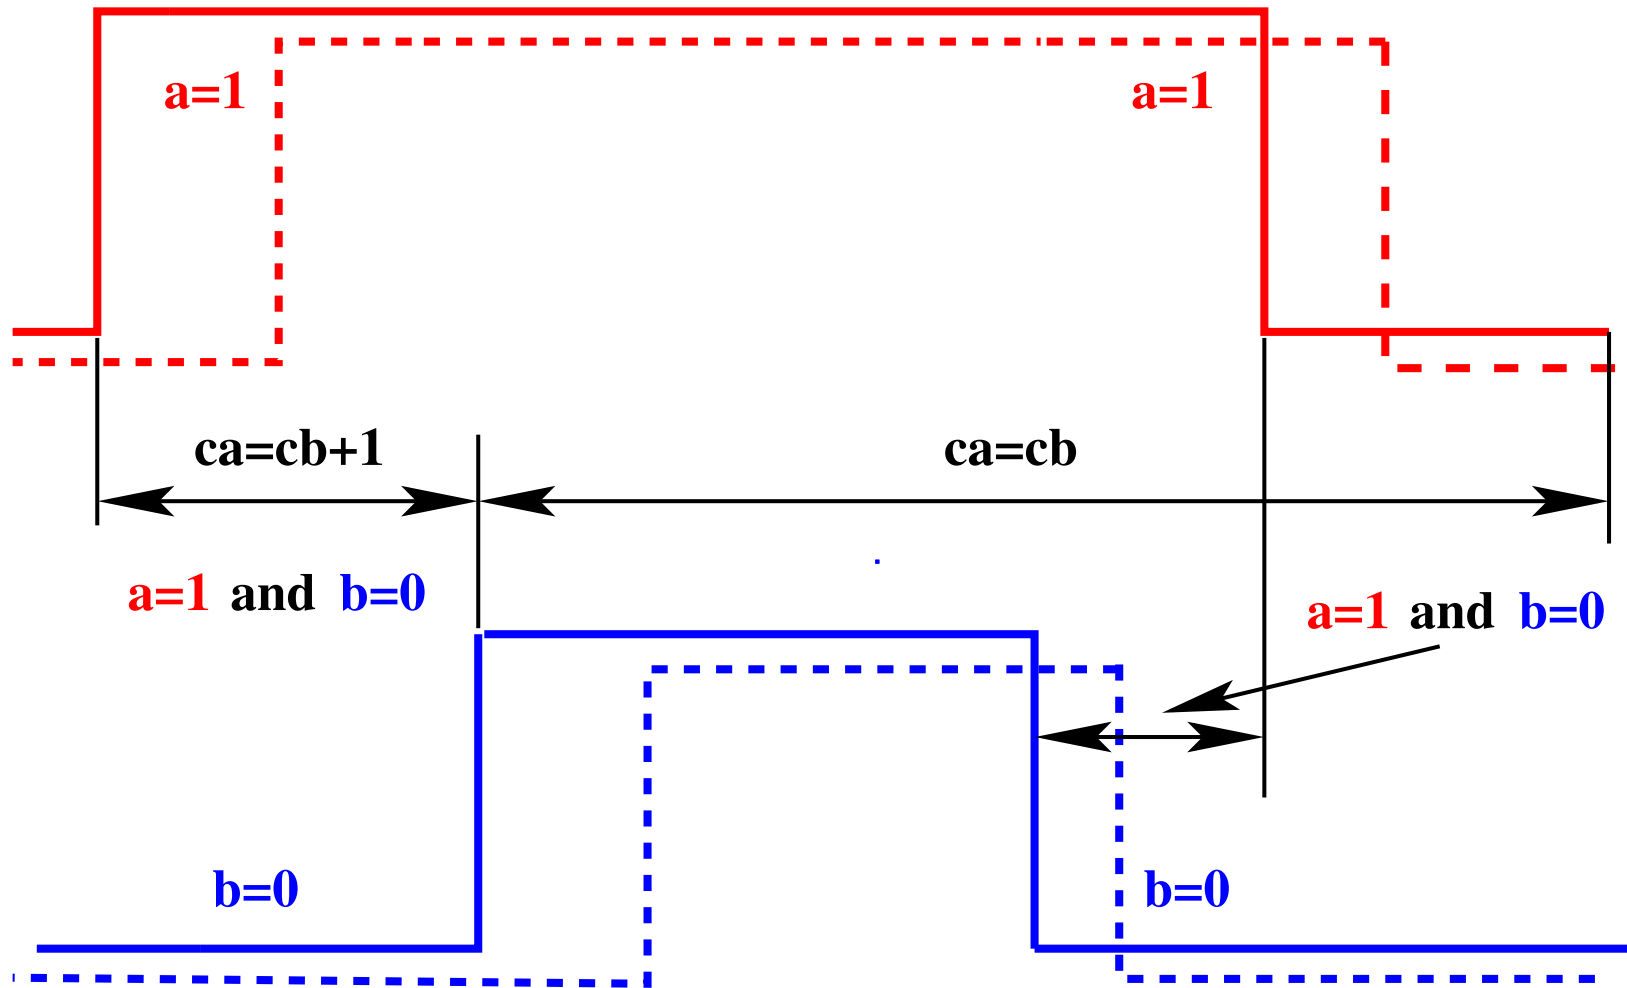 a=1
a=1
ca=cb+1
ca=cb
a=1 and b=0
a=1 and b=0
b=0
b=0